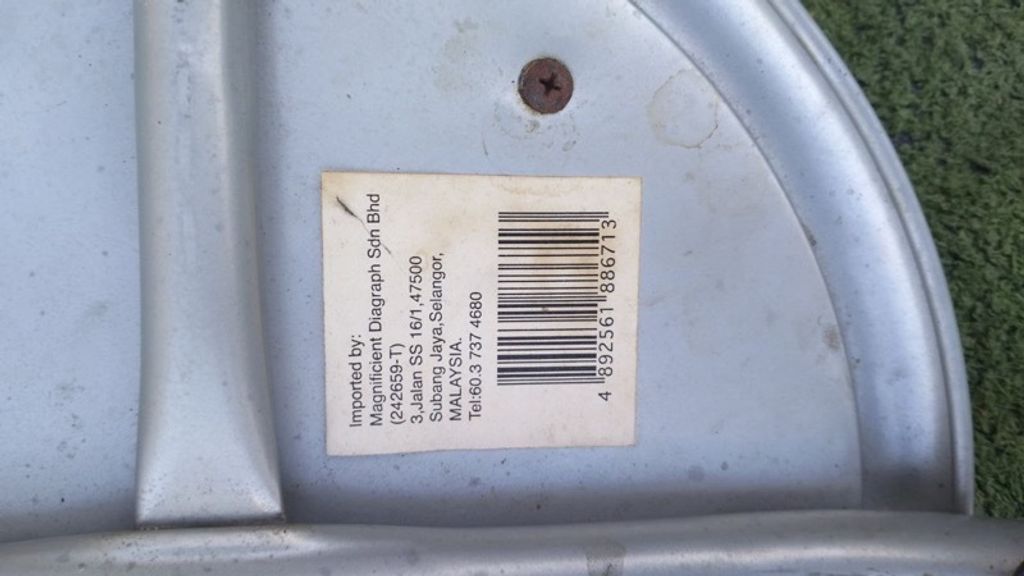 Imported by:
Magnificient Diagraph Sdn Bhd
(242659-T)
3,Jalan SS 16/1,47500
Subang Jaya,Selangor,
MALAYSIA.
Tel:60.3 737 4680
4 892561 886713